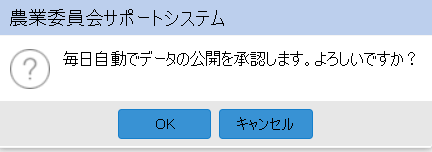 農業委員会サポートシステム
毎日自動でデータの公開を承認します。よろしいですか？
OK
キャンセル